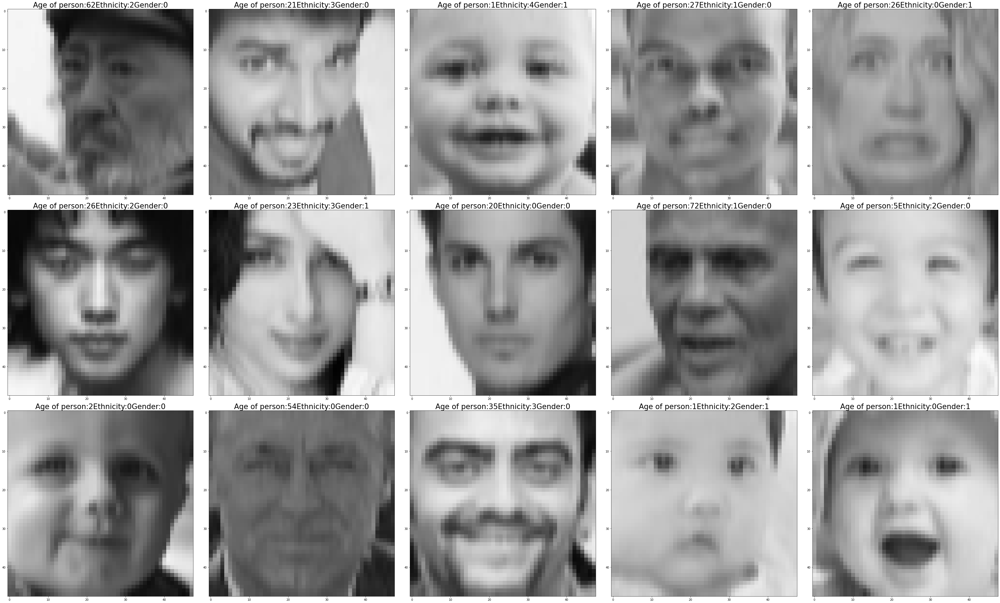 Age of person:62Ethnicity:2Gender:0
Age of person:21Ethnicity:3Gender:0
Age of person:1Ethnicity:4Gender:1
Age of person:27Ethnicity:1Gender:0
Age of person:26Ethnicity:0Gender:1
0
10
20
30
40
0
10
20
30
40
0
10
20
30
40
0
10
20
30
40
0
10
20
30
40
0 10 20 30 40
0 10 20 30 40
0 10 20 30 40
0 10 20 30 40
0 10 20 30 40
Age of person:26Ethnicity:2Gender:0
Age of person:23Ethnicity:3Gender:1
Age of person:20Ethnicity:0Gender:0
Age of person:72Ethnicity:1Gender:0
Age of person:5Ethnicity:2Gender:0
0
10
20
30
40
0
10
20
30
40
0
10
20
30
40
0
10
20
30
40
0
10
20
30
40
0 10 20 30 40
0 10 20 30 40
0 10 20 30 40
0 10 20 30 40
0 10 20 30 40
Age of person:2Ethnicity:0Gender:0
Age of person:54Ethnicity:0Gender:0
Age of person:35Ethnicity:3Gender:0
Age of person:1Ethnicity:2Gender:1
Age of person:1Ethnicity:0Gender:1
0
10
20
30
40
0
10
20
30
40
0
10
20
30
40
0
10
20
30
40
0
10
20
30
40
0 10 20 30 40
0 10 20 30 40
0 10 20 30 40
0 10 20 30 40
0 10 20 30 40